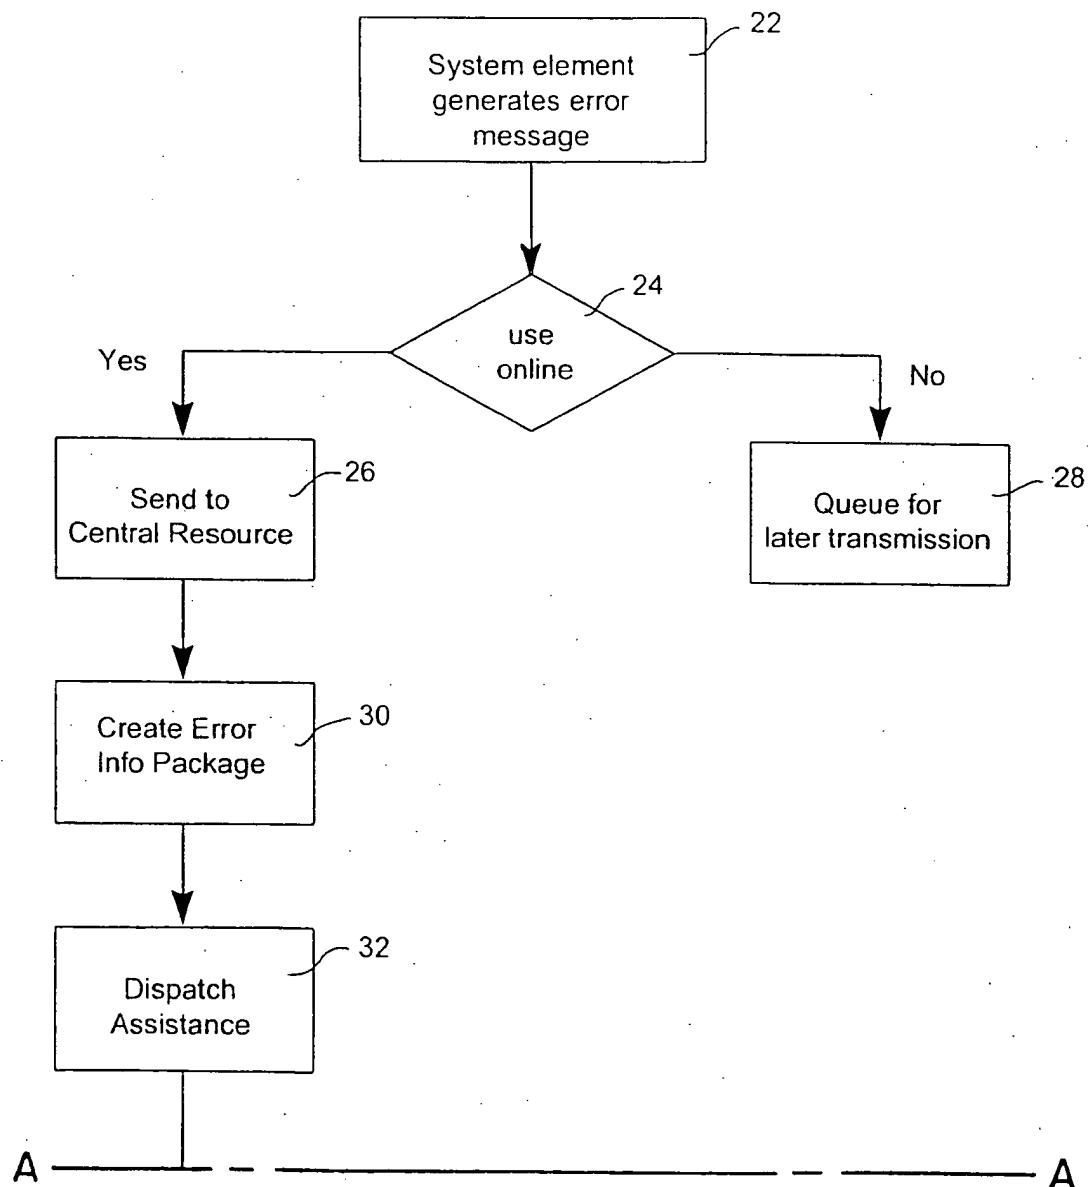 22
System element
generates error
message
24
use
online
Yes
No
26
Send to
Central Resource
28
Queue for
later transmission
30
Create Error
Info Package
32
Dispatch
Assistance
A
A